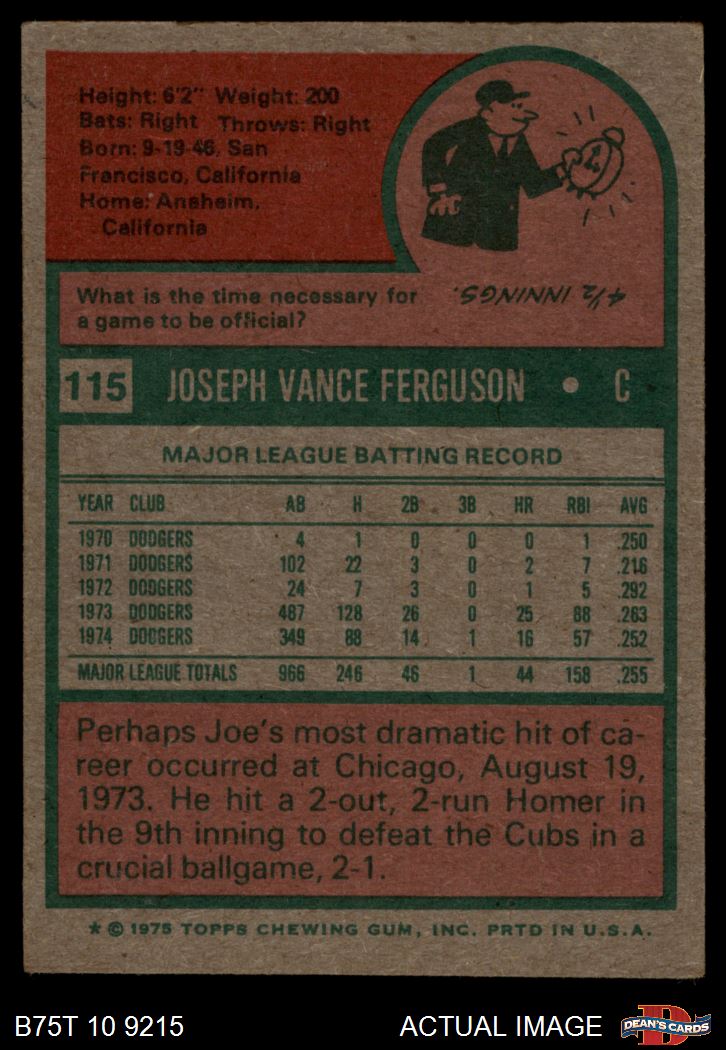 Height: 6'2" Weight: 200
Bats: Right Throws: Right
Born: 9-19-46, San
Francisco, California
Home: Anaheim,
California
What is the time necessary for
a game to be official?
4½ INNINGS.
115 JOSEPH VANCE FERGUSON • C
MAJOR LEAGUE BATTING RECORD
YEAR CLUB AB H 2B 3B HR RBI AVG
1970 DODGERS 4 1 0 0 0 1 .250
1971 DODGERS 102 22 3 0 2 7 .216
1972 DODGERS 24 7 3 0 1 5 .292
1973 DODGERS 487 128 26 0 25 88 .263
1974 DODGERS 349 88 14 1 16 57 .252
MAJOR LEAGUE TOTALS 966 246 46 1 44 158 .255
Perhaps Joe's most dramatic hit of ca-
reer occurred at Chicago, August 19,
1973. He hit a 2-out, 2-run Homer in
the 9th inning to defeat the Cubs in a
crucial ballgame, 2-1.
* © 1975 TOPPS CHEWING GUM, INC. PRTD IN U.S.A.
B75T 10 9215 ACTUAL IMAGE
D
DEAN'S CARDS